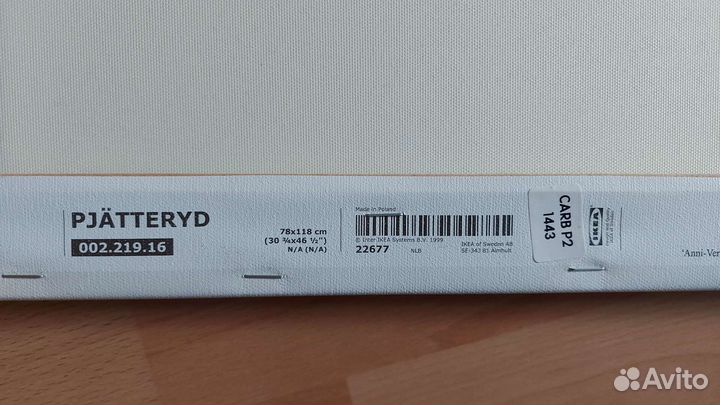 PJÄTTERYD
002.219.16
78x118 cm
(30 ¾x46 ½")
N/A (N/A)
Made in Poland
© Inter IKEA Systems B.V. 1999
22677
NLB
IKEA of Sweden AB
SE-343 81 Älmhult
CARB P2
1443
IKEA
'Anni-Ver
Avito